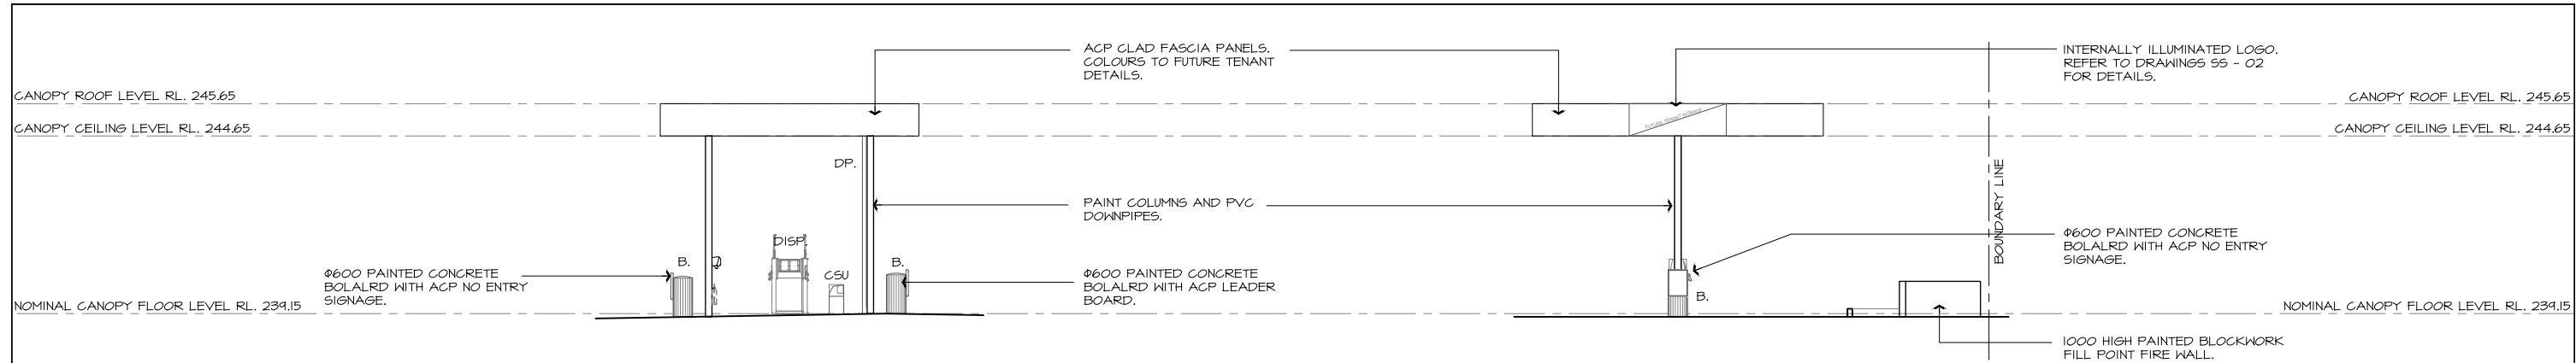 ACP CLAD FASCIA PANELS.
COLOURS TO FUTURE TENANT
DETAILS.
INTERNALLY ILLUMINATED LOGO.
REFER TO DRAWINGS SS - 02
FOR DETAILS.
CANOPY ROOF LEVEL RL. 245.65
CANOPY ROOF LEVEL RL. 245.65
CANOPY CEILING LEVEL RL. 244.65
FUTURE TENANT SIGNAGE
CANOPY CEILING LEVEL RL. 244.65
DP.
BOUNDARY LINE
PAINT COLUMNS AND PVC
DOWNPIPES.
DISP.
B.
CSU
B.
Φ600 PAINTED CONCRETE
BOLALRD WITH ACP NO ENTRY
SIGNAGE.
Φ600 PAINTED CONCRETE
BOLALRD WITH ACP LEADER
BOARD.
Φ600 PAINTED CONCRETE
BOLALRD WITH ACP NO ENTRY
SIGNAGE.
B.
NOMINAL CANOPY FLOOR LEVEL RL. 239.15
NOMINAL CANOPY FLOOR LEVEL RL. 239.15
1000 HIGH PAINTED BLOCKWORK
FILL POINT FIRE WALL.